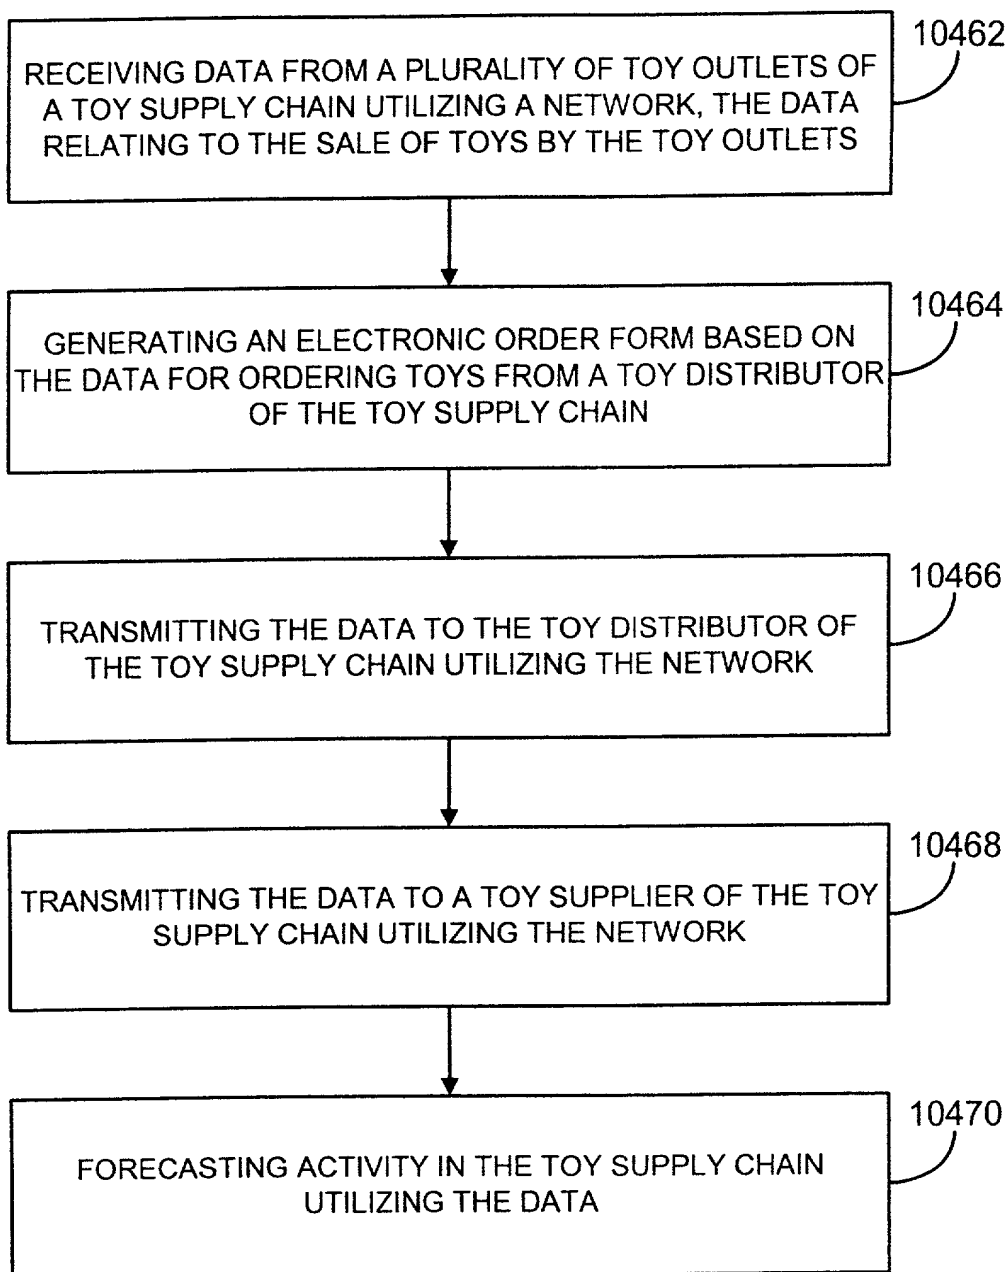 10462
RECEIVING DATA FROM A PLURALITY OF TOY OUTLETS OF
A TOY SUPPLY CHAIN UTILIZING A NETWORK, THE DATA
RELATING TO THE SALE OF TOYS BY THE TOY OUTLETS
10464
GENERATING AN ELECTRONIC ORDER FORM BASED ON
THE DATA FOR ORDERING TOYS FROM A TOY DISTRIBUTOR
OF THE TOY SUPPLY CHAIN
10466
TRANSMITTING THE DATA TO THE TOY DISTRIBUTOR OF
THE TOY SUPPLY CHAIN UTILIZING THE NETWORK
10468
TRANSMITTING THE DATA TO A TOY SUPPLIER OF THE TOY
SUPPLY CHAIN UTILIZING THE NETWORK
10470
FORECASTING ACTIVITY IN THE TOY SUPPLY CHAIN
UTILIZING THE DATA